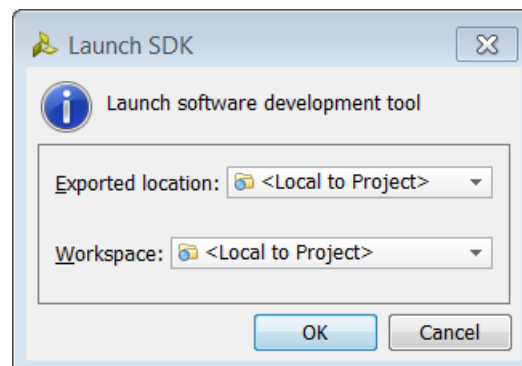 Launch SDK
Launch software development tool
Exported location: <Local to Project>
Workspace: <Local to Project>
OK Cancel